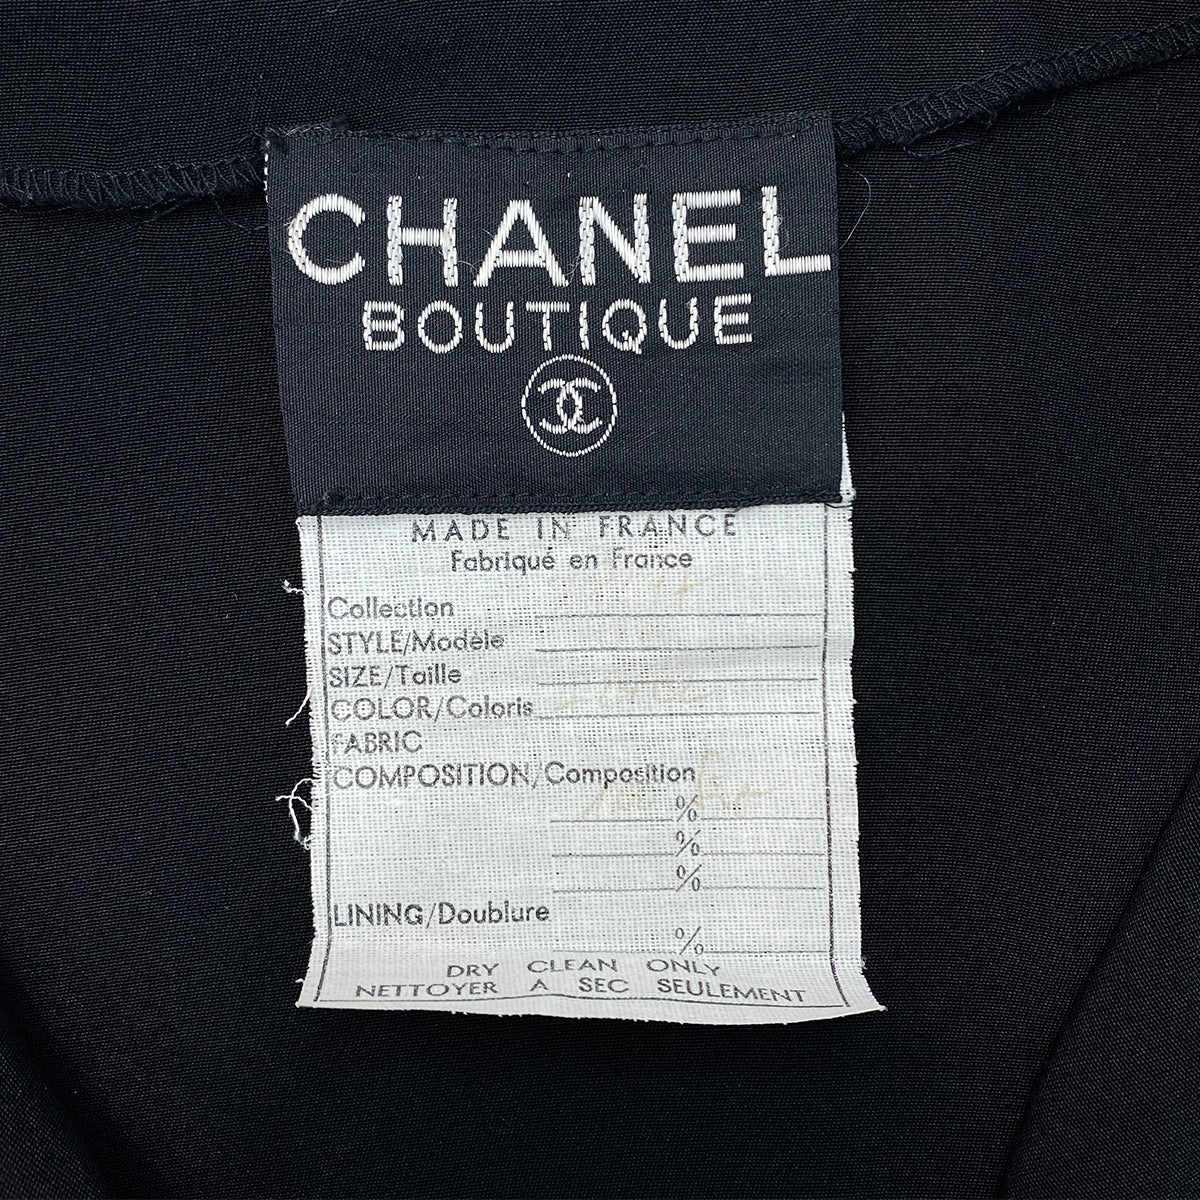 CHANEL
BOUTIQUE
MADE IN FRANCE
Fabriqué en France
Collection
STYLE/Modèle
SIZE/Taille
COLOR/Coloris
FABRIC
COMPOSITION/Composition
%
%
%
LINING/Doublure
%
DRY CLEAN ONLY
NETTOYER A SEC SEULEMENT